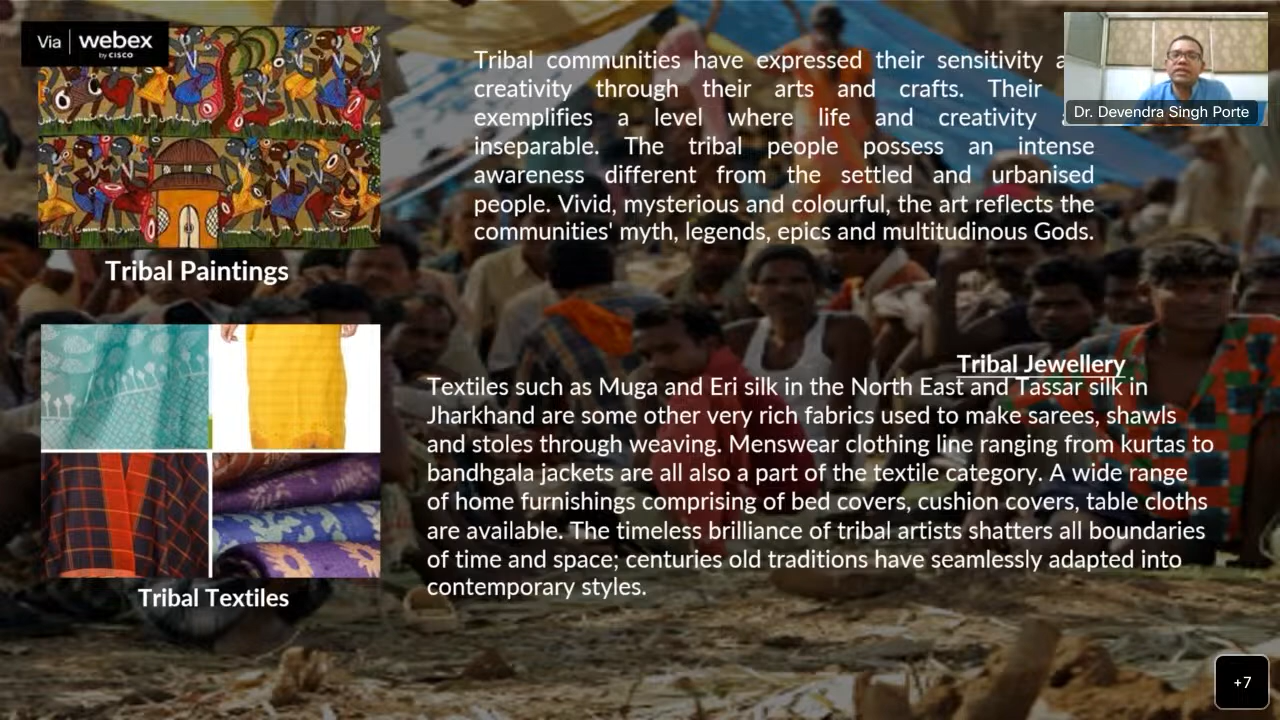 Via webex
by CISCO
Tribal communities have expressed their sensitivity
creativity through their arts and crafts. Their
exemplifies a level where life and creativity
inseparable. The tribal people possess an intense
awareness different from the settled and urbanised
people. Vivid, mysterious and colourful, the art reflects the
communities' myth, legends, epics and multitudinous Gods.
Dr. Devendra Singh Porte
Tribal Paintings
Tribal Jewellery
Textiles such as Muga and Eri silk in the North East and Tassar silk in
Jharkhand are some other very rich fabrics used to make sarees, shawls
and stoles through weaving. Menswear clothing line ranging from kurtas to
bandhgala jackets are all also a part of the textile category. A wide range
of home furnishings comprising of bed covers, cushion covers, table cloths
are available. The timeless brilliance of tribal artists shatters all boundaries
of time and space; centuries old traditions have seamlessly adapted into
contemporary styles.
Tribal Textiles
+7